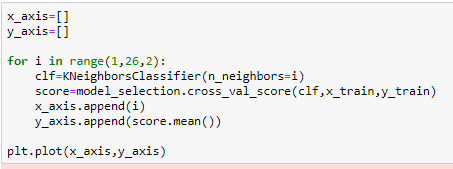 x_axis=[]
y_axis=[]
for i in range(1,26,2):
    clf=KNeighborsClassifier(n_neighbors=i)
    score=model_selection.cross_val_score(clf,x_train,y_train)
    x_axis.append(i)
    y_axis.append(score.mean())
plt.plot(x_axis,y_axis)